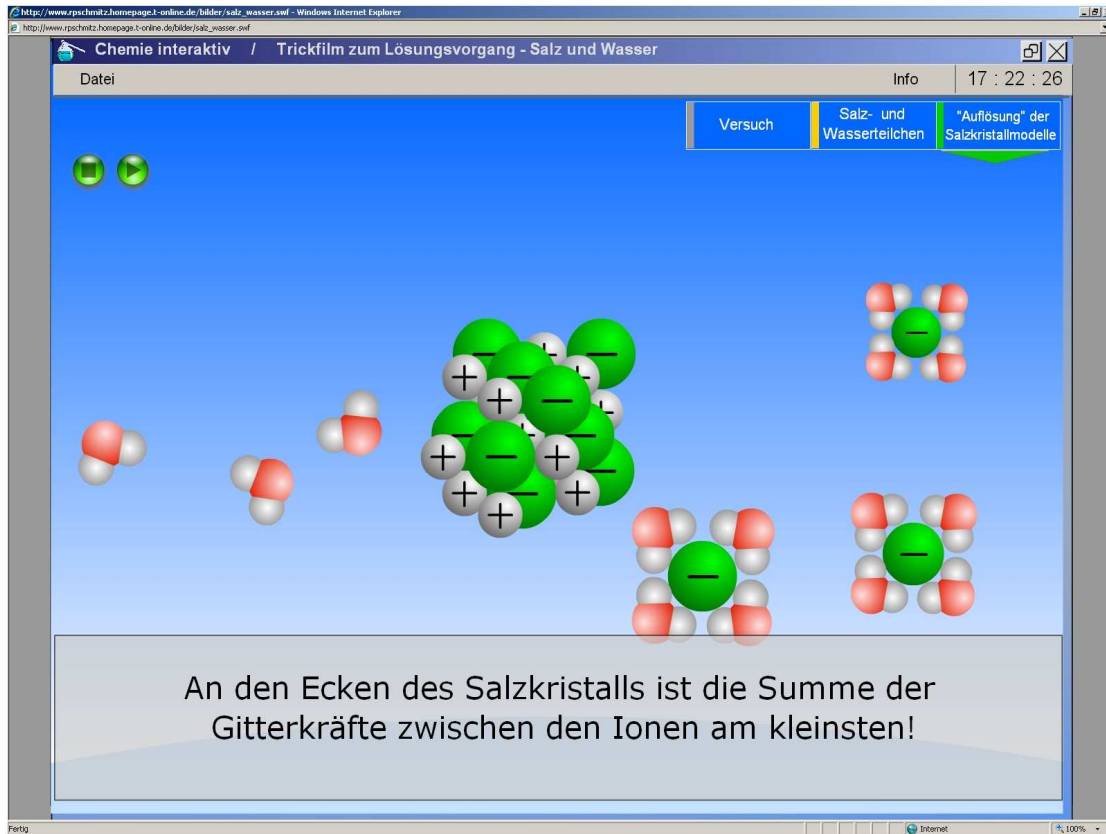 http://www.rpschmitz.homepage.t-online.de/bilder/salz_wasser.swf - Windows Internet Explorer
http://www.rpschmitz.homepage.t-online.de/bilder/salz_wasser.swf
Chemie interaktiv / Trickfilm zum Lösungsvorgang - Salz und Wasser
Datei Info 17 : 22 : 26
Versuch
Salz- und
Wasserteilchen
"Auflösung" der
Salzkristallmodelle
An den Ecken des Salzkristalls ist die Summe der
Gitterkräfte zwischen den Ionen am kleinsten!
Fertig Internet 100%